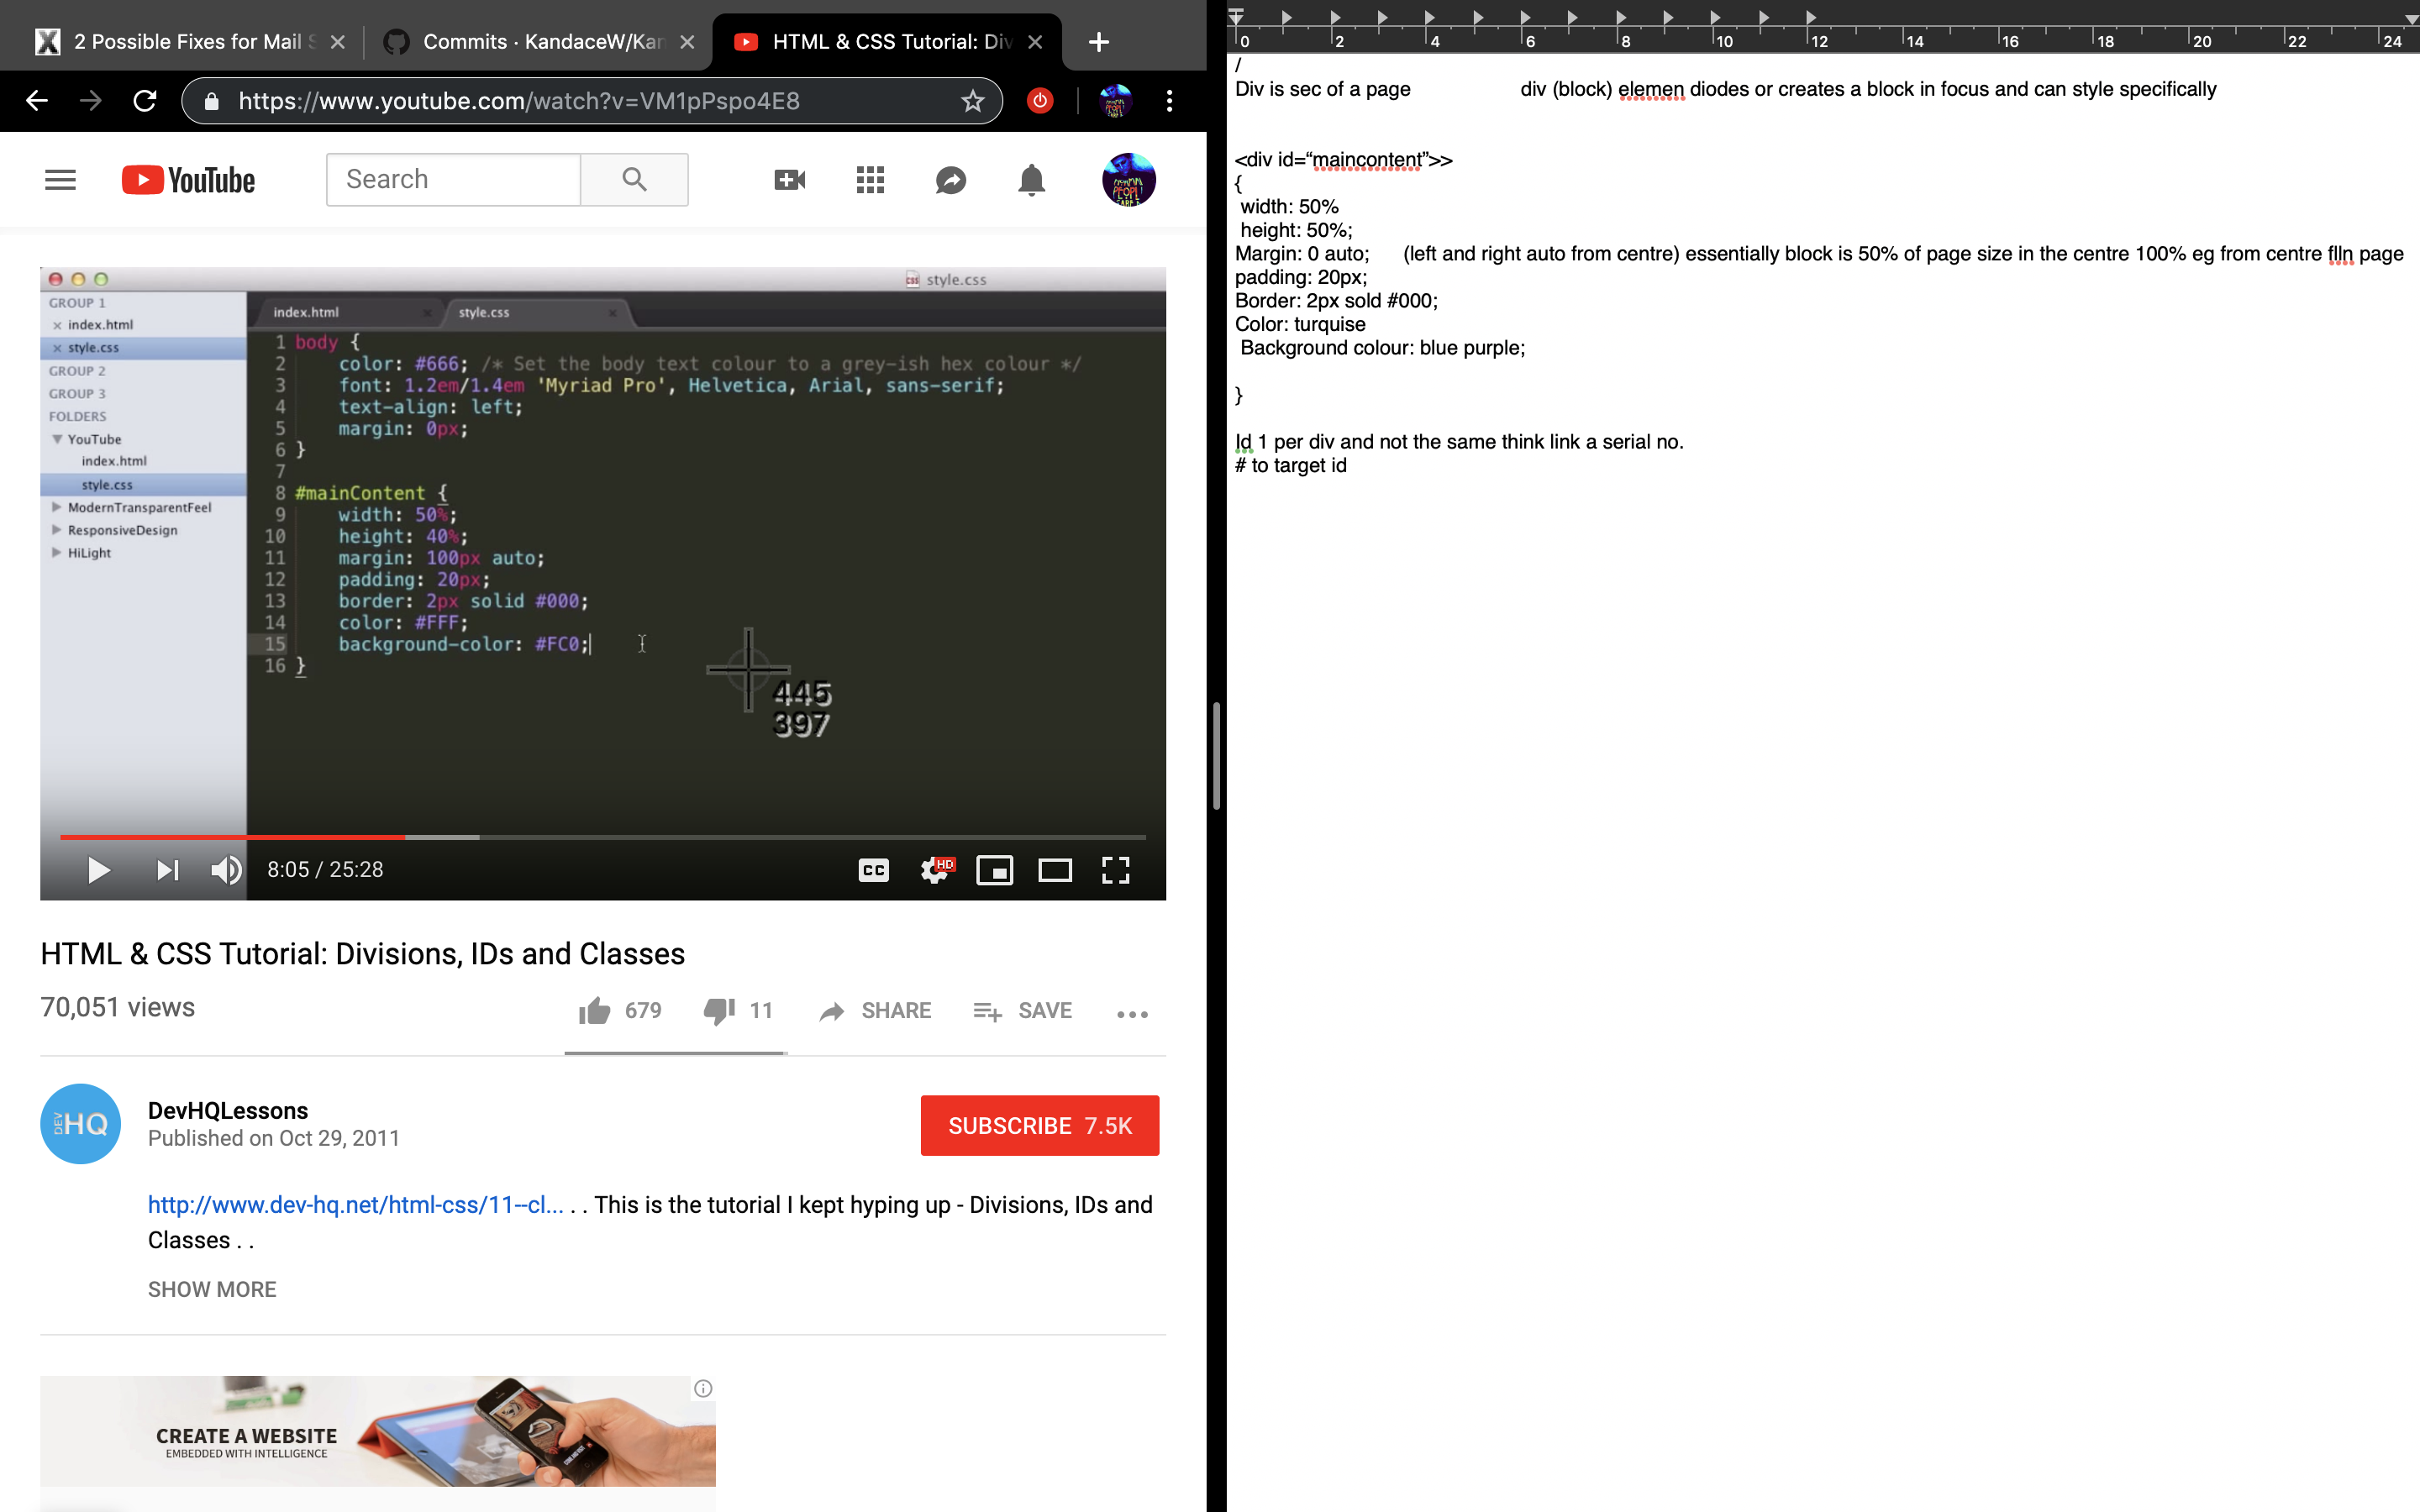 2 Possible Fixes for Mail S
Commits · KandaceW/Kan
HTML & CSS Tutorial: Div
https://www.youtube.com/watch?v=VM1pPspo4E8
YouTube
Search
style.css
GROUP 1
index.html
style.css
GROUP 2
GROUP 3
FOLDERS
YouTube
index.html
style.css
ModernTransparentFeel
ResponsiveDesign
HiLight
index.html
style.css
1 body {
2 color: #666; /* Set the body text colour to a grey-ish hex colour */
3 font: 1.2em/1.4em 'Myriad Pro', Helvetica, Arial, sans-serif;
4 text-align: left;
5 margin: 0px;
6 }
7
8 #mainContent {
9 width: 50%;
10 height: 40%;
11 margin: 100px auto;
12 padding: 20px;
13 border: 2px solid #000;
14 color: #FFF;
15 background-color: #FC0;
16 }
445
397
8:05 / 25:28
CC
HD
HTML & CSS Tutorial: Divisions, IDs and Classes
70,051 views
679
11
SHARE
SAVE
DEV HQ
DevHQLessons
Published on Oct 29, 2011
SUBSCRIBE 7.5K
http://www.dev-hq.net/html-css/11--cl... . . This is the tutorial I kept hyping up - Divisions, IDs and
Classes . .
SHOW MORE
CREATE A WEBSITE
EMBEDDED WITH INTELLIGENCE
0 2 4 6 8 10 12 14 16 18 20 22 24
/
Div is sec of a page div (block) elemen diodes or creates a block in focus and can style specifically
<div id=“maincontent”>>
{
width: 50%
height: 50%;
Margin: 0 auto; (left and right auto from centre) essentially block is 50% of page size in the centre 100% eg from centre flln page
padding: 20px;
Border: 2px sold #000;
Color: turquise
Background colour: blue purple;
}
Id 1 per div and not the same think link a serial no.
# to target id